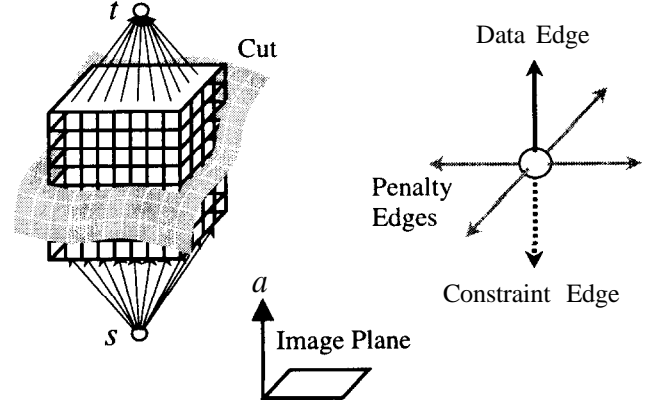 t
Cut
Data Edge
Penalty
Edges
Constraint Edge
s
a
Image Plane